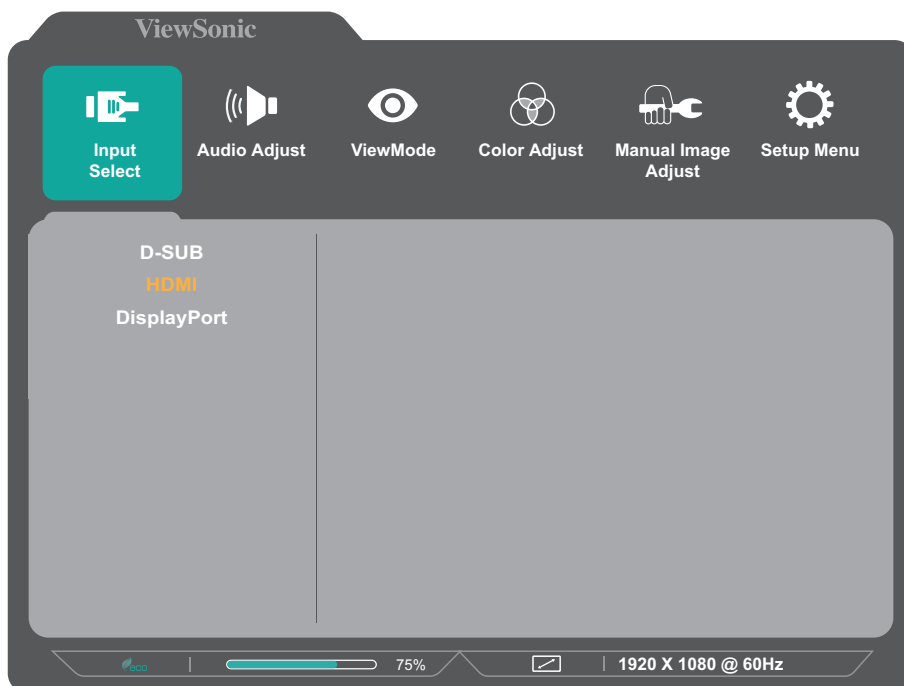 ViewSonic
Input
Select
Audio Adjust
ViewMode
Color Adjust
Manual Image
Adjust
Setup Menu
D-SUB
HDMI
DisplayPort
eco
75%
1920 X 1080 @ 60Hz